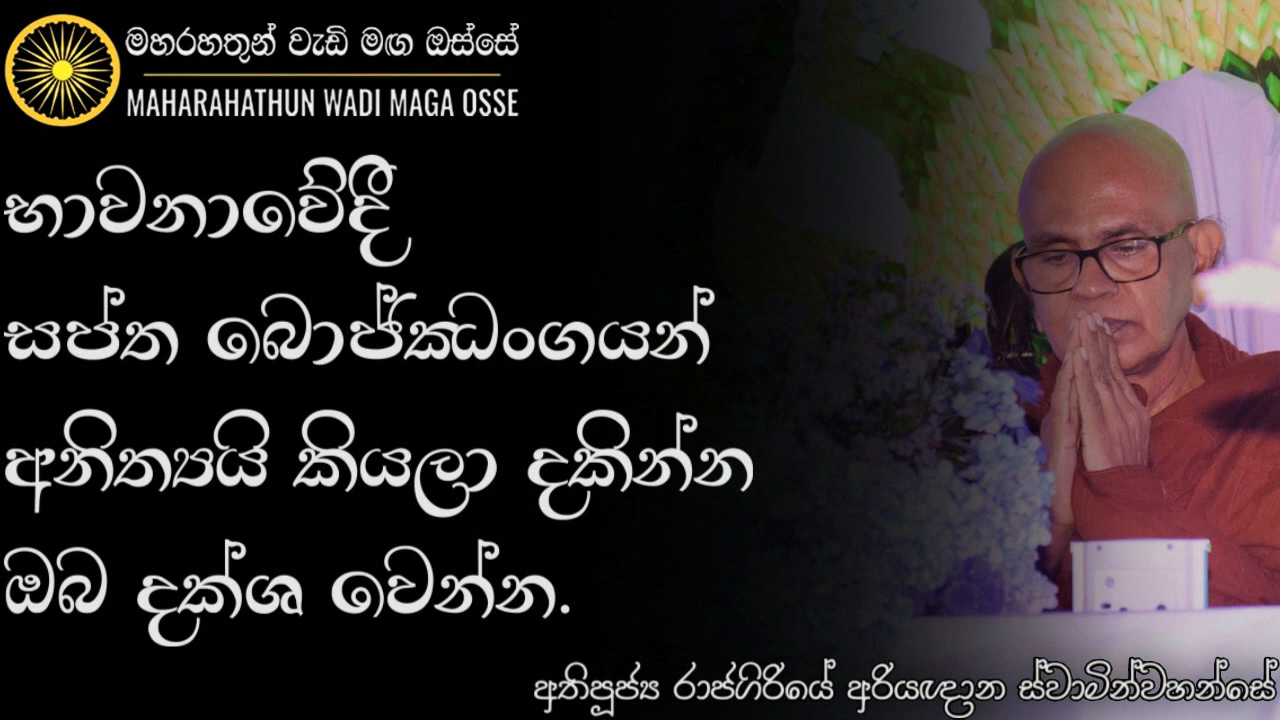 මහරහතුන් වැඩි මඟ ඔස්සේ
MAHARAHATHUN WADI MAGA OSSE
භාවනාවේදී
සප්ත බොජ්ඣංගයන්
අනිත්‍යයි කියලා දකින්න
ඔබ දක්ශ වෙන්න.
අතිපූජ්‍ය රාජගිරියේ අරියඥාන ස්වාමින්වහන්සේ